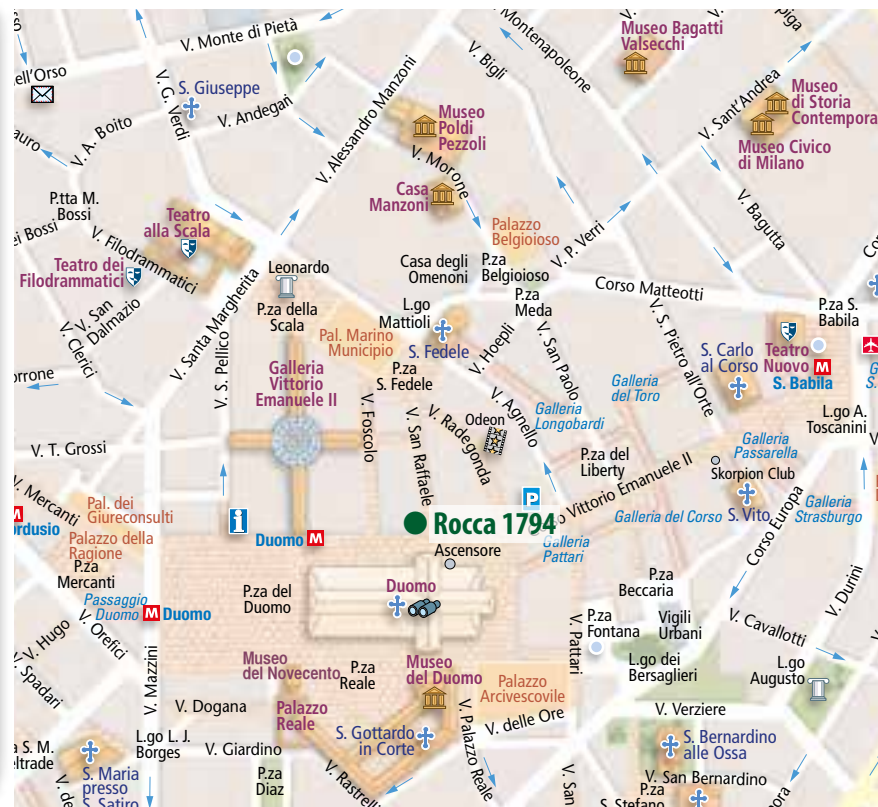 V. Monte di Pietà
ell'Orso
S. Giuseppe
V. G. Verdi
V. Andegari
V. A. Boito
auro
V. Alessandro Manzoni
V. Bigli
Montenapoleone
Museo Bagatti
Valsecchi
piga
V. Sant'Andrea
Museo
di Storia
Contempora
Museo Civico
di Milano
Museo
Poldi
Pezzoli
V. Morone
Casa
Manzoni
V. Bagutta
P.tta M.
Bossi
ei Bossi
Teatro
alla Scala
V. Filodrammatici
Teatro dei
Filodrammatici
V. San
Dalmazio
V. Clerici
Palazzo
Belgioioso
V. P. Verri
Casa degli
Omenoni
P.za
Belgioioso
Leonardo
P.za della
Scala
L.go
Mattioli
P.za
Meda
Corso Matteotti
Co
P.za S.
Babila
V. Santa Margherita
V. S. Pellico
Pal. Marino
Municipio
S. Fedele
P.za
S. Fedele
V. Hoepli
V. San Paolo
V. S. Pietro all'Orte
S. Carlo
al Corso
Teatro
Nuovo
M
S. Babila
G
S.
Galleria
Vittorio
Emanuele II
orrone
V. T. Grossi
V. Foscolo
V. San Raffaele
V. Radegonda
Odeon
V. Agnello
Galleria
Longobardi
Galleria
del Toro
P.za del
Liberty
L.go A.
Toscanini
Galleria
Passarella
Skorpion Club
V. Mercanti
M
ordusio
Pal. dei
Giureconsulti
Palazzo della
Ragione
P.za
Mercanti
i
Duomo M
P
Rocca 1794
o Vittorio Emanuele II
Galleria del Corso
S. Vito
Corso Europa
Galleria
Strasburgo
Galleria
Pattari
Ascensore
Duomo
P.za del
Duomo
Passaggio
Duomo
M Duomo
V. Hugo
V. Orefici
V. Spadari
V. Mazzini
P.za
Beccaria
P.za
Fontana
Vigili
Urbani
V. Pattari
V. Cavallotti
V. Durini
L.go dei
Bersaglieri
L.go
Augusto
Museo
del Novecento
P.za
Reale
Museo
del Duomo
Palazzo
Arcivescovile
Palazzo
Reale
V. Dogana
V. Verziere
V. delle Ore
S. Gottardo
in Corte
V. Palazzo Reale
S. Bernardino
alle Ossa
L.go L. J.
Borges
V. Giardino
a S. M.
eltrade
S. Maria
presso
S. Satiro
V. de
P.za
Diaz
V. Rastrelli
V. San
V. San Bernardino
P.za
S. Stefano
ora